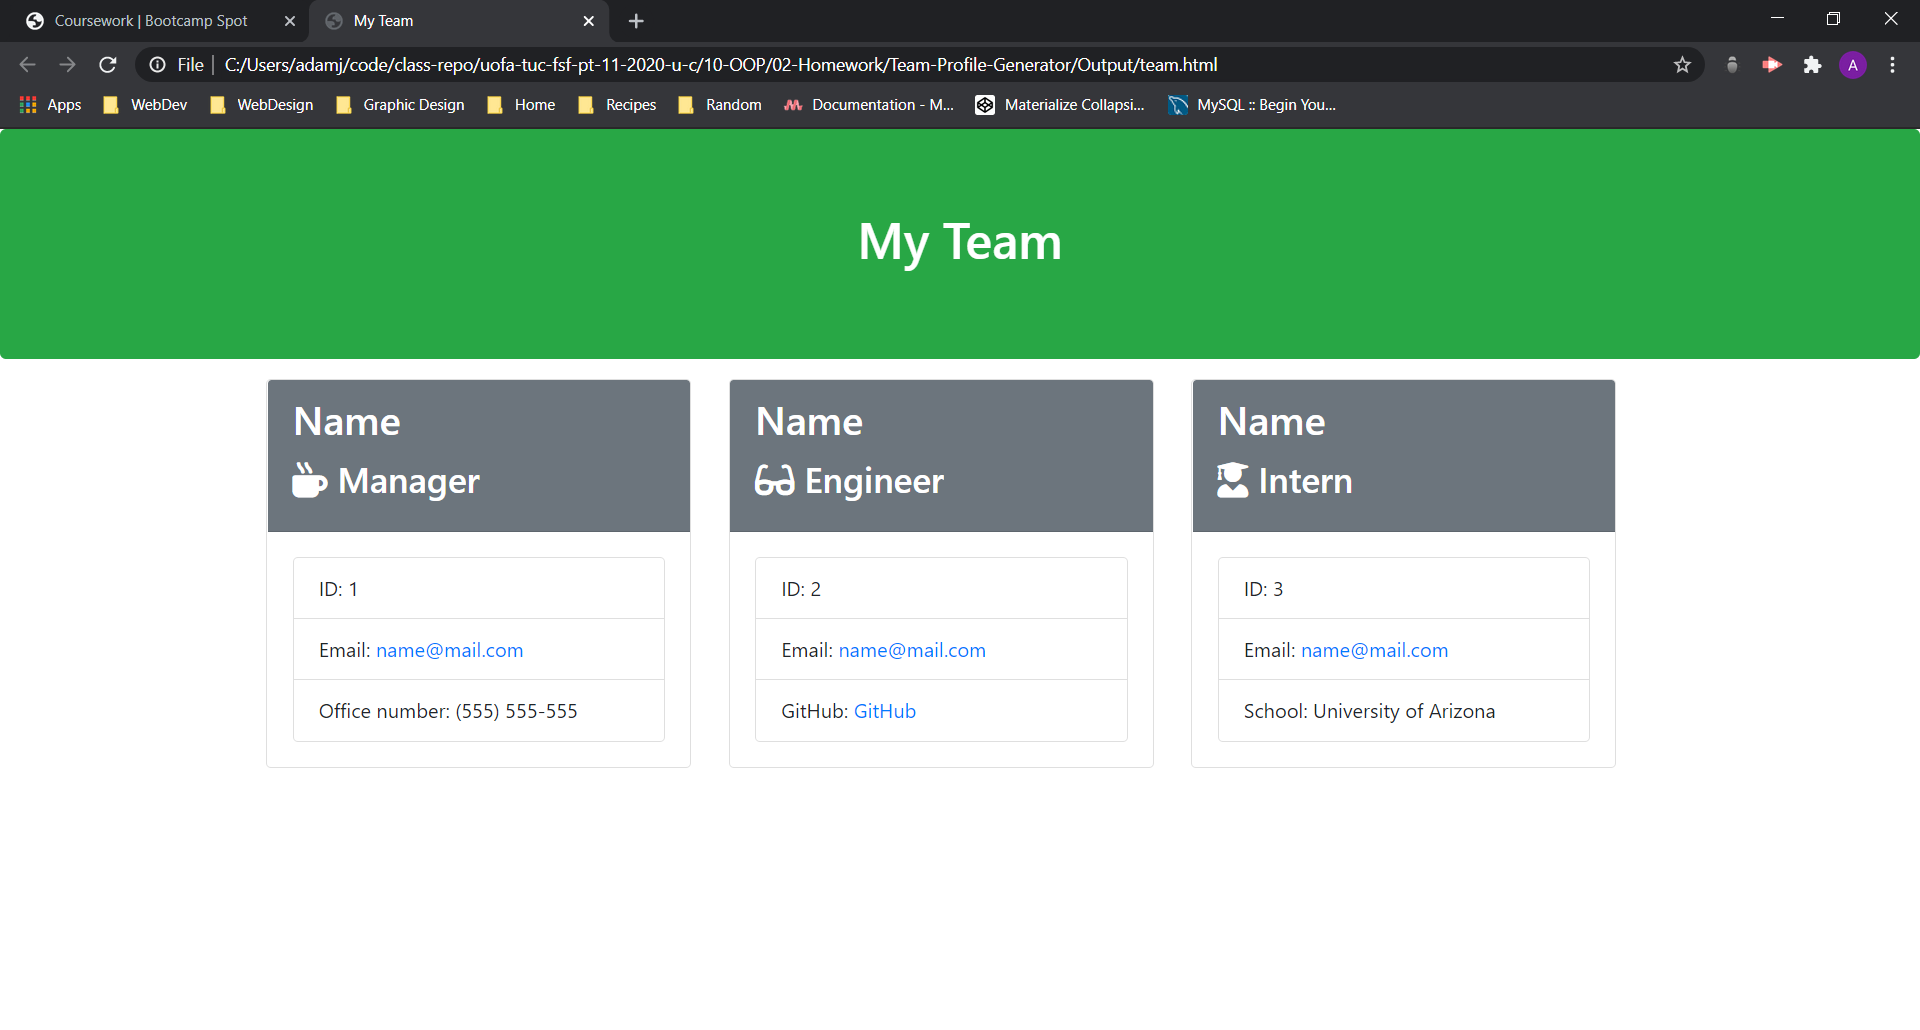 Coursework | Bootcamp Spot
My Team
File | C:/Users/adamj/code/class-repo/uofa-tuc-fsf-pt-11-2020-u-c/10-OOP/02-Homework/Team-Profile-Generator/Output/team.html
A
Apps WebDev WebDesign Graphic Design Home Recipes Random Documentation - M... Materialize Collapsi... MySQL :: Begin You...
My Team
Name
Manager
ID: 1
Email: name@mail.com
Office number: (555) 555-555
Name
Engineer
ID: 2
Email: name@mail.com
GitHub: GitHub
Name
Intern
ID: 3
Email: name@mail.com
School: University of Arizona